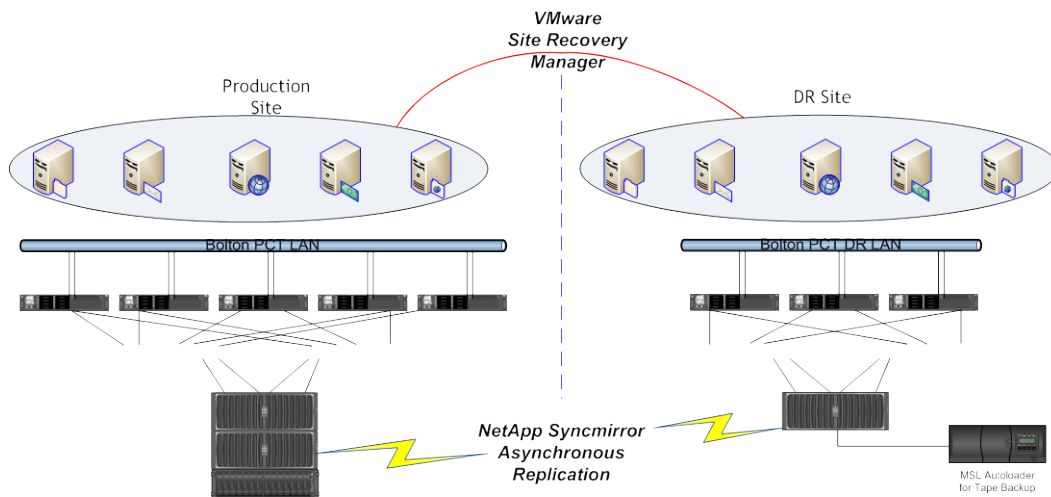 VMware
Site Recovery
Manager
Production
Site
DR Site
Bolton PCT LAN
Bolton PCT DR LAN
NetApp Syncmirror
Asynchronous
Replication
MSL Autoloader
for Tape Backup